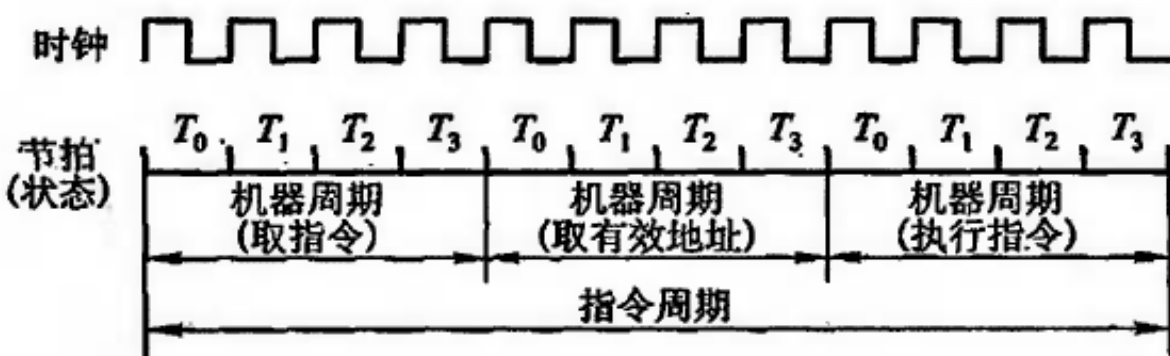 时钟
节拍
(状态)
T₀ T₁ T₂ T₃ T₀ T₁ T₂ T₃ T₀ T₁ T₂ T₃
机器周期
(取指令)
机器周期
(取有效地址)
机器周期
(执行指令)
指令周期